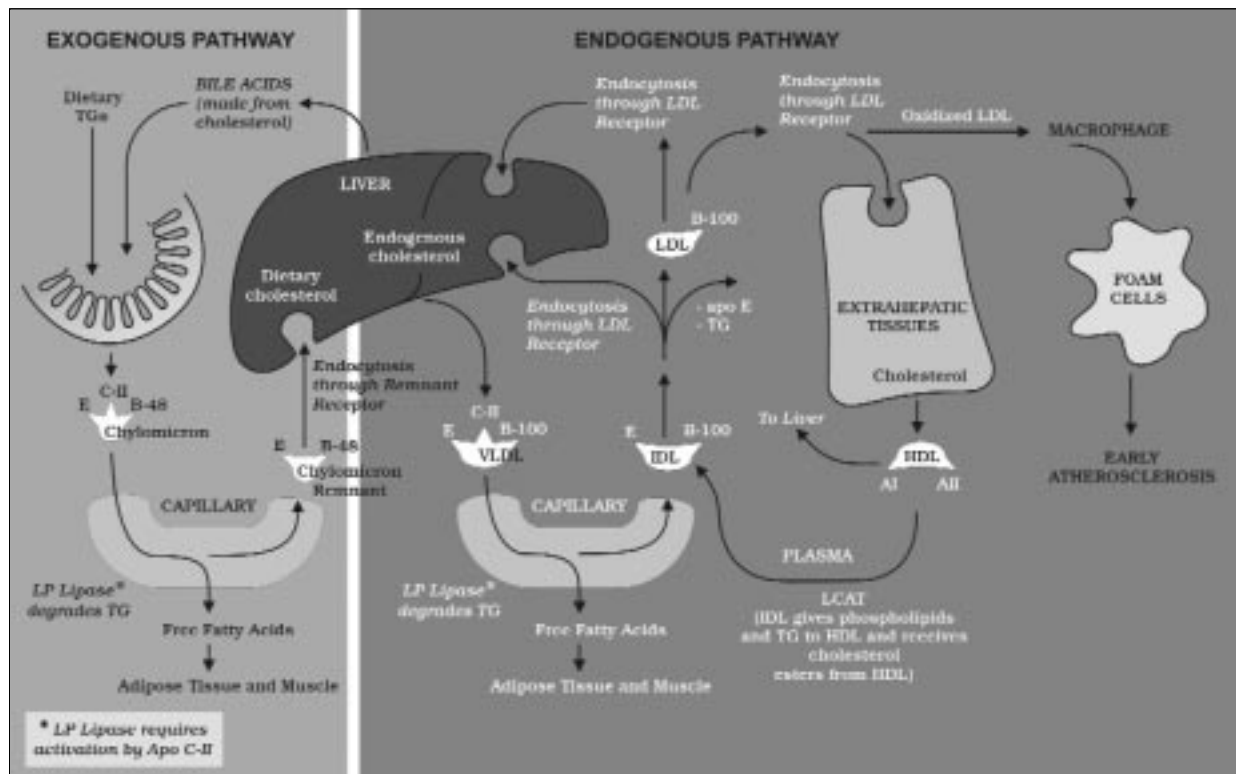 EXOGENOUS PATHWAY
Dietary
TGs
BILE ACIDS
(made from
cholesterol)
LIVER
Endogenous
cholesterol
Dietary
cholesterol
Endocytosis
through Remnant
Receptor
C-II
E
B-48
Chylomicron
E
B-48
Chylomicron
Remnant
CAPILLARY
LP Lipase*
degrades TG
Free Fatty Acids
Adipose Tissue and Muscle
* LP Lipase requires
activation by Apo C-II
ENDOGENOUS PATHWAY
Endocytosis
through LDL
Receptor
Endocytosis
through LDL
Receptor
Oxidized LDL
MACROPHAGE
B-100
LDL
Endocytosis
through LDL
Receptor
- apo E
- TG
EXTRAHEPATIC
TISSUES
Cholesterol
FOAM
CELLS
C-II
E
B-100
VLDL
E
B-100
IDL
To Liver
HDL
AI
AII
EARLY
ATHEROSCLEROSIS
CAPILLARY
PLASMA
LP Lipase*
degrades TG
LCAT
(IDL gives phospholipids
and TG to HDL and receives
cholesterol
esters from HDL)
Free Fatty Acids
Adipose Tissue and Muscle